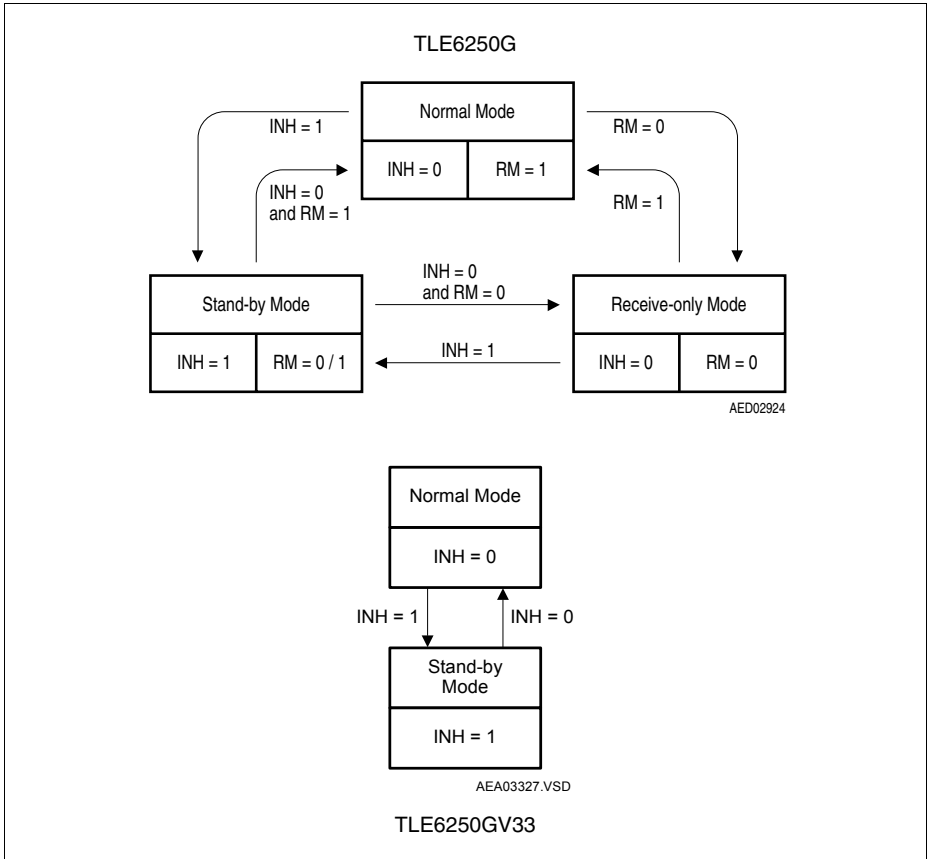 TLE6250G
Normal Mode
INH = 0
RM = 1
INH = 1
RM = 0
INH = 0
and RM = 1
RM = 1
INH = 0
and RM = 0
Stand-by Mode
INH = 1
RM = 0 / 1
INH = 1
Receive-only Mode
INH = 0
RM = 0
AED02924
Normal Mode
INH = 0
INH = 1
INH = 0
Stand-by
Mode
INH = 1
AEA03327.VSD
TLE6250GV33